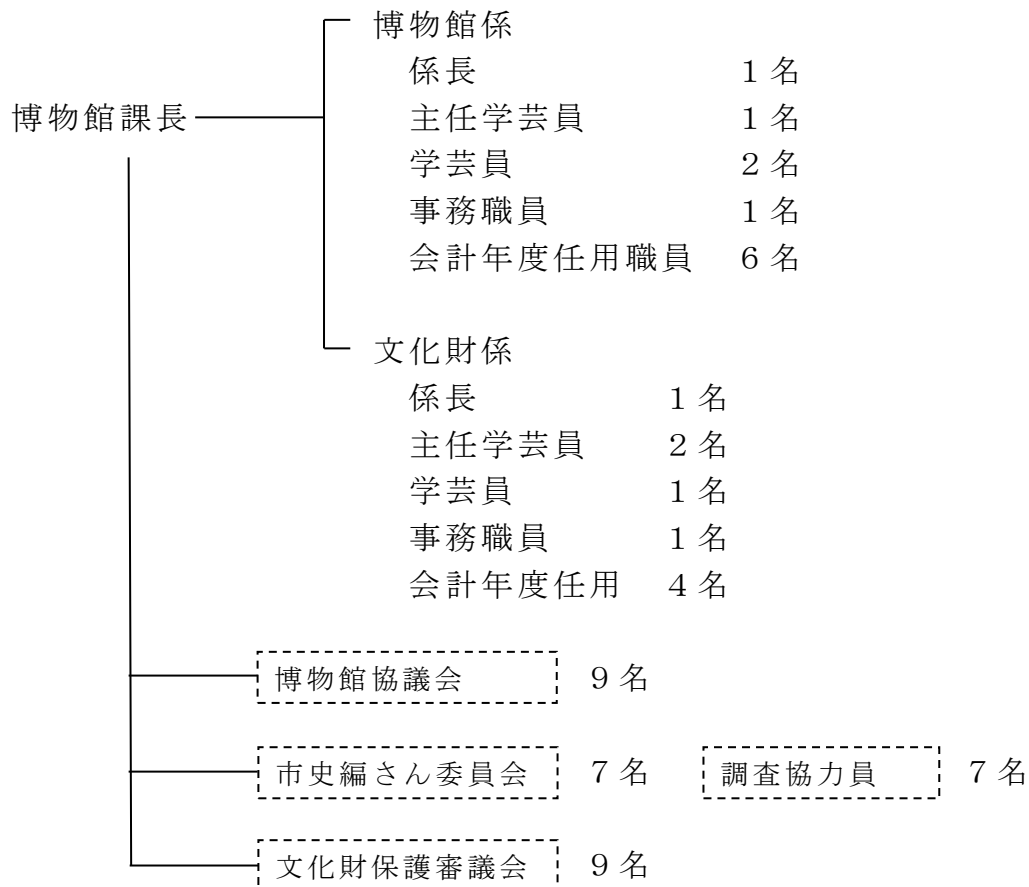 博物館係
係長 １名
博物館課長
主任学芸員 １名
学芸員 ２名
事務職員 １名
会計年度任用職員 ６名
文化財係
係長 １名
主任学芸員 ２名
学芸員 １名
事務職員 １名
会計年度任用 ４名
博物館協議会 ９名
市史編さん委員会 ７名 調査協力員 ７名
文化財保護審議会 ９名